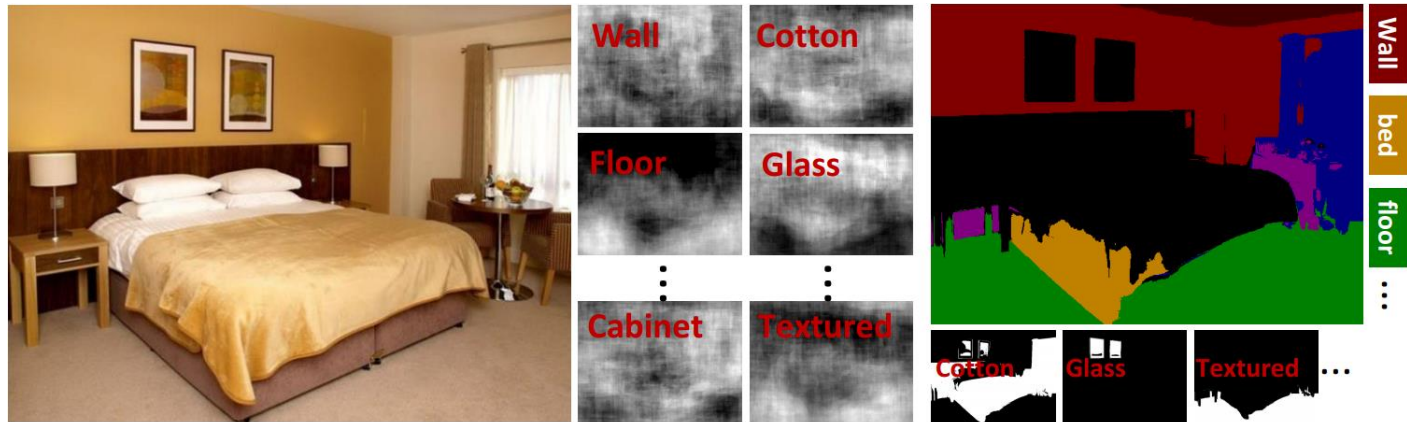 Wall
Cotton
Floor
Glass
Cabinet
Textured
Wall
bed
floor
...
Cotton
Glass
Textured
...